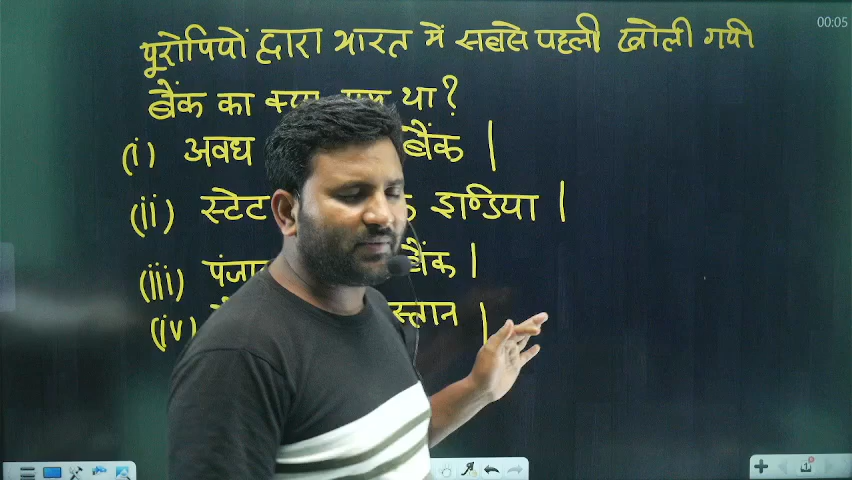 00:05
यूरोपियों द्वारा भारत में सबसे पहली खोली गयी
बैंक का था?
(i) अवध बैंक |
(ii) स्टेट इण्डिया |
(iii) बैंक |
(iv) |